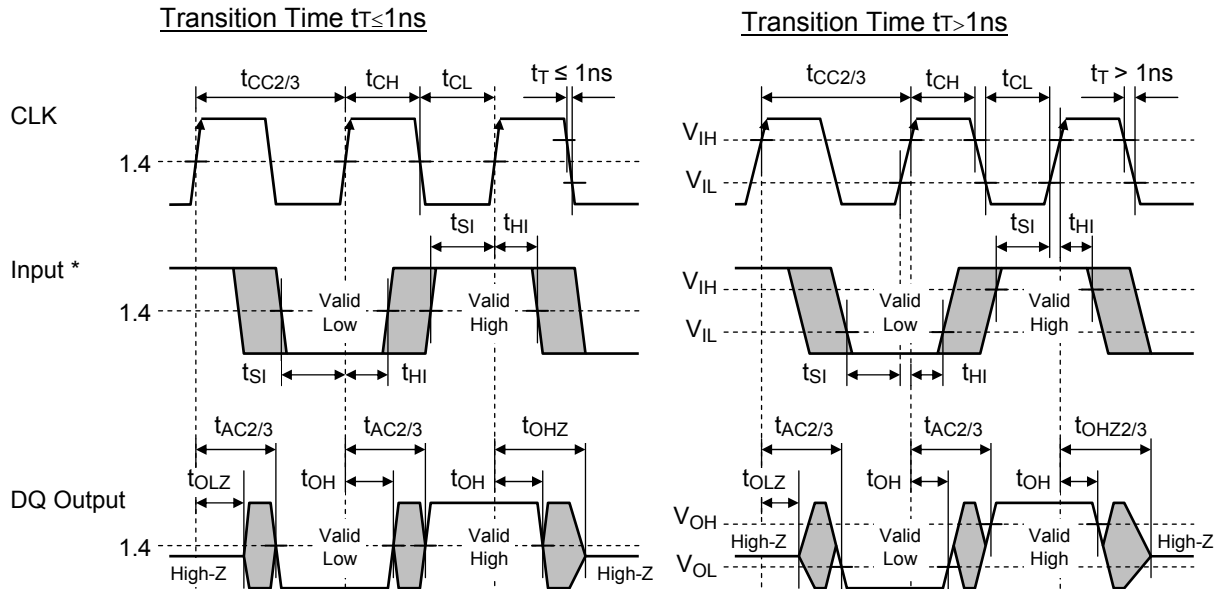 Transition Time tT≤1ns
Transition Time tT>1ns
tCC2/3
tCH
tCL
tT ≤ 1ns
CLK
1.4
tCC2/3
tCH
tCL
tT > 1ns
VIH
VIL
tSI
tHI
Input *
1.4
Valid Low
Valid High
tSI
tHI
tSI
tHI
VIH
VIL
Valid Low
Valid High
tSI
tHI
tAC2/3
tAC2/3
tOHZ
tOLZ
tOH
tOH
DQ Output
1.4
High-Z
Valid Low
Valid High
High-Z
tAC2/3
tAC2/3
tOHZ2/3
tOLZ
tOH
tOH
VOH
High-Z
VOL
Valid Low
Valid High
High-Z